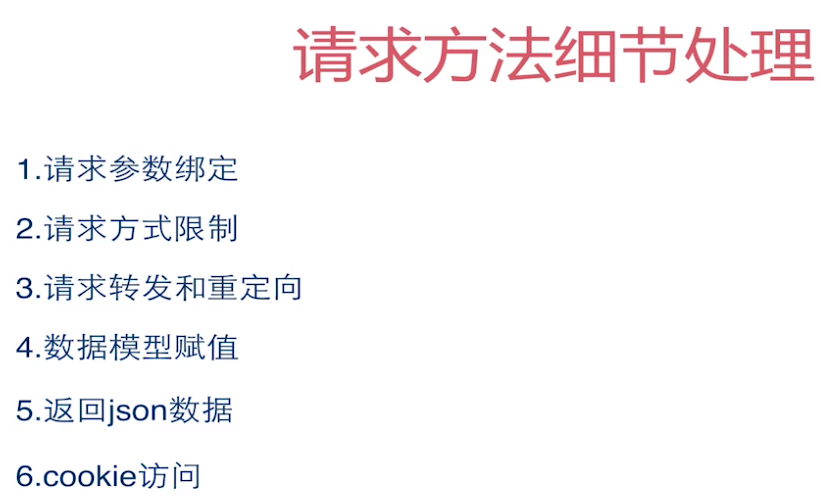 请求方法细节处理
1.请求参数绑定
2.请求方式限制
3.请求转发和重定向
4.数据模型赋值
5.返回json数据
6.cookie访问